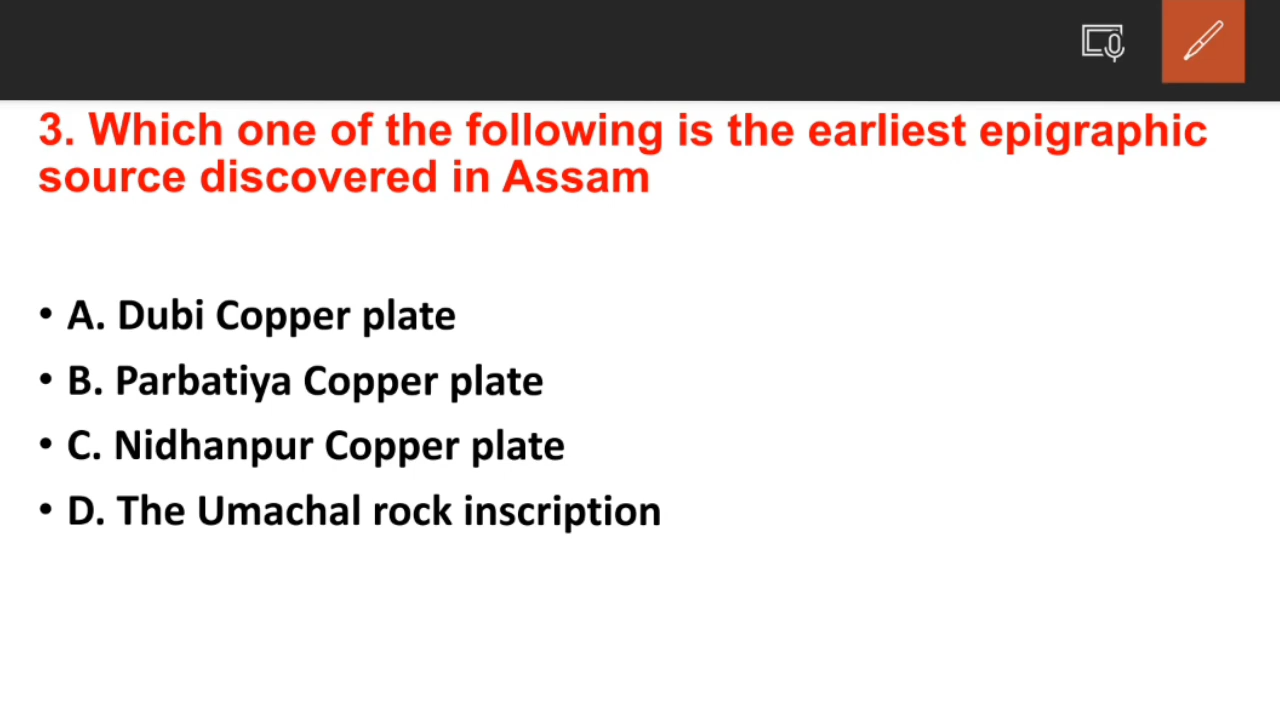 3. Which one of the following is the earliest epigraphic
source discovered in Assam
• A. Dubi Copper plate
• B. Parbatiya Copper plate
• C. Nidhanpur Copper plate
• D. The Umachal rock inscription